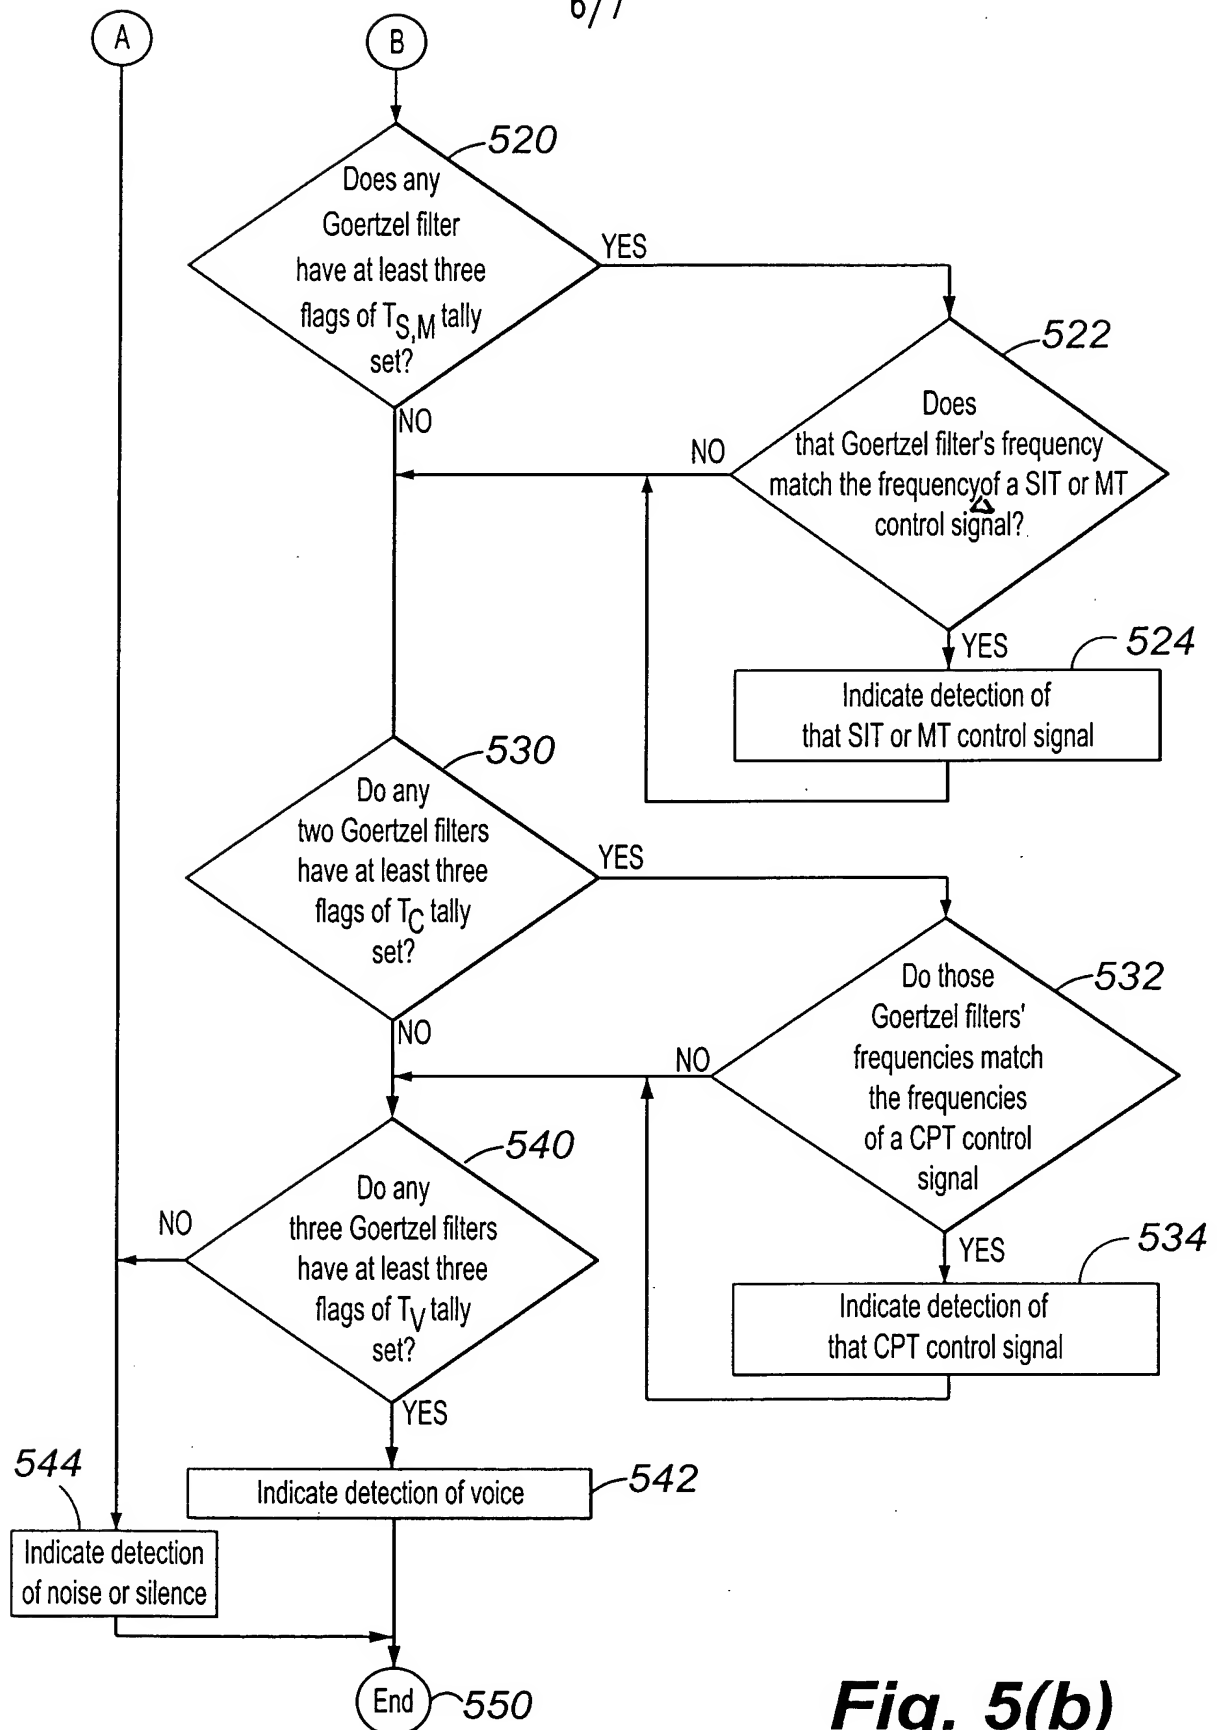 6/7
A
B
520
Does any
Goertzel filter
have at least three
flags of TS,M tally
set?
YES
NO
522
Does
that Goertzel filter's frequency
match the frequencyof a SIT or MT
control signal?
NO
YES
524
Indicate detection of
that SIT or MT control signal
530
Do any
two Goertzel filters
have at least three
flags of TC tally
set?
YES
NO
532
Do those
Goertzel filters'
frequencies match
the frequencies
of a CPT control
signal
NO
YES
534
Indicate detection of
that CPT control signal
540
Do any
three Goertzel filters
have at least three
flags of TV tally
set?
NO
YES
544
Indicate detection
of noise or silence
Indicate detection of voice
542
End
550
Fig. 5(b)